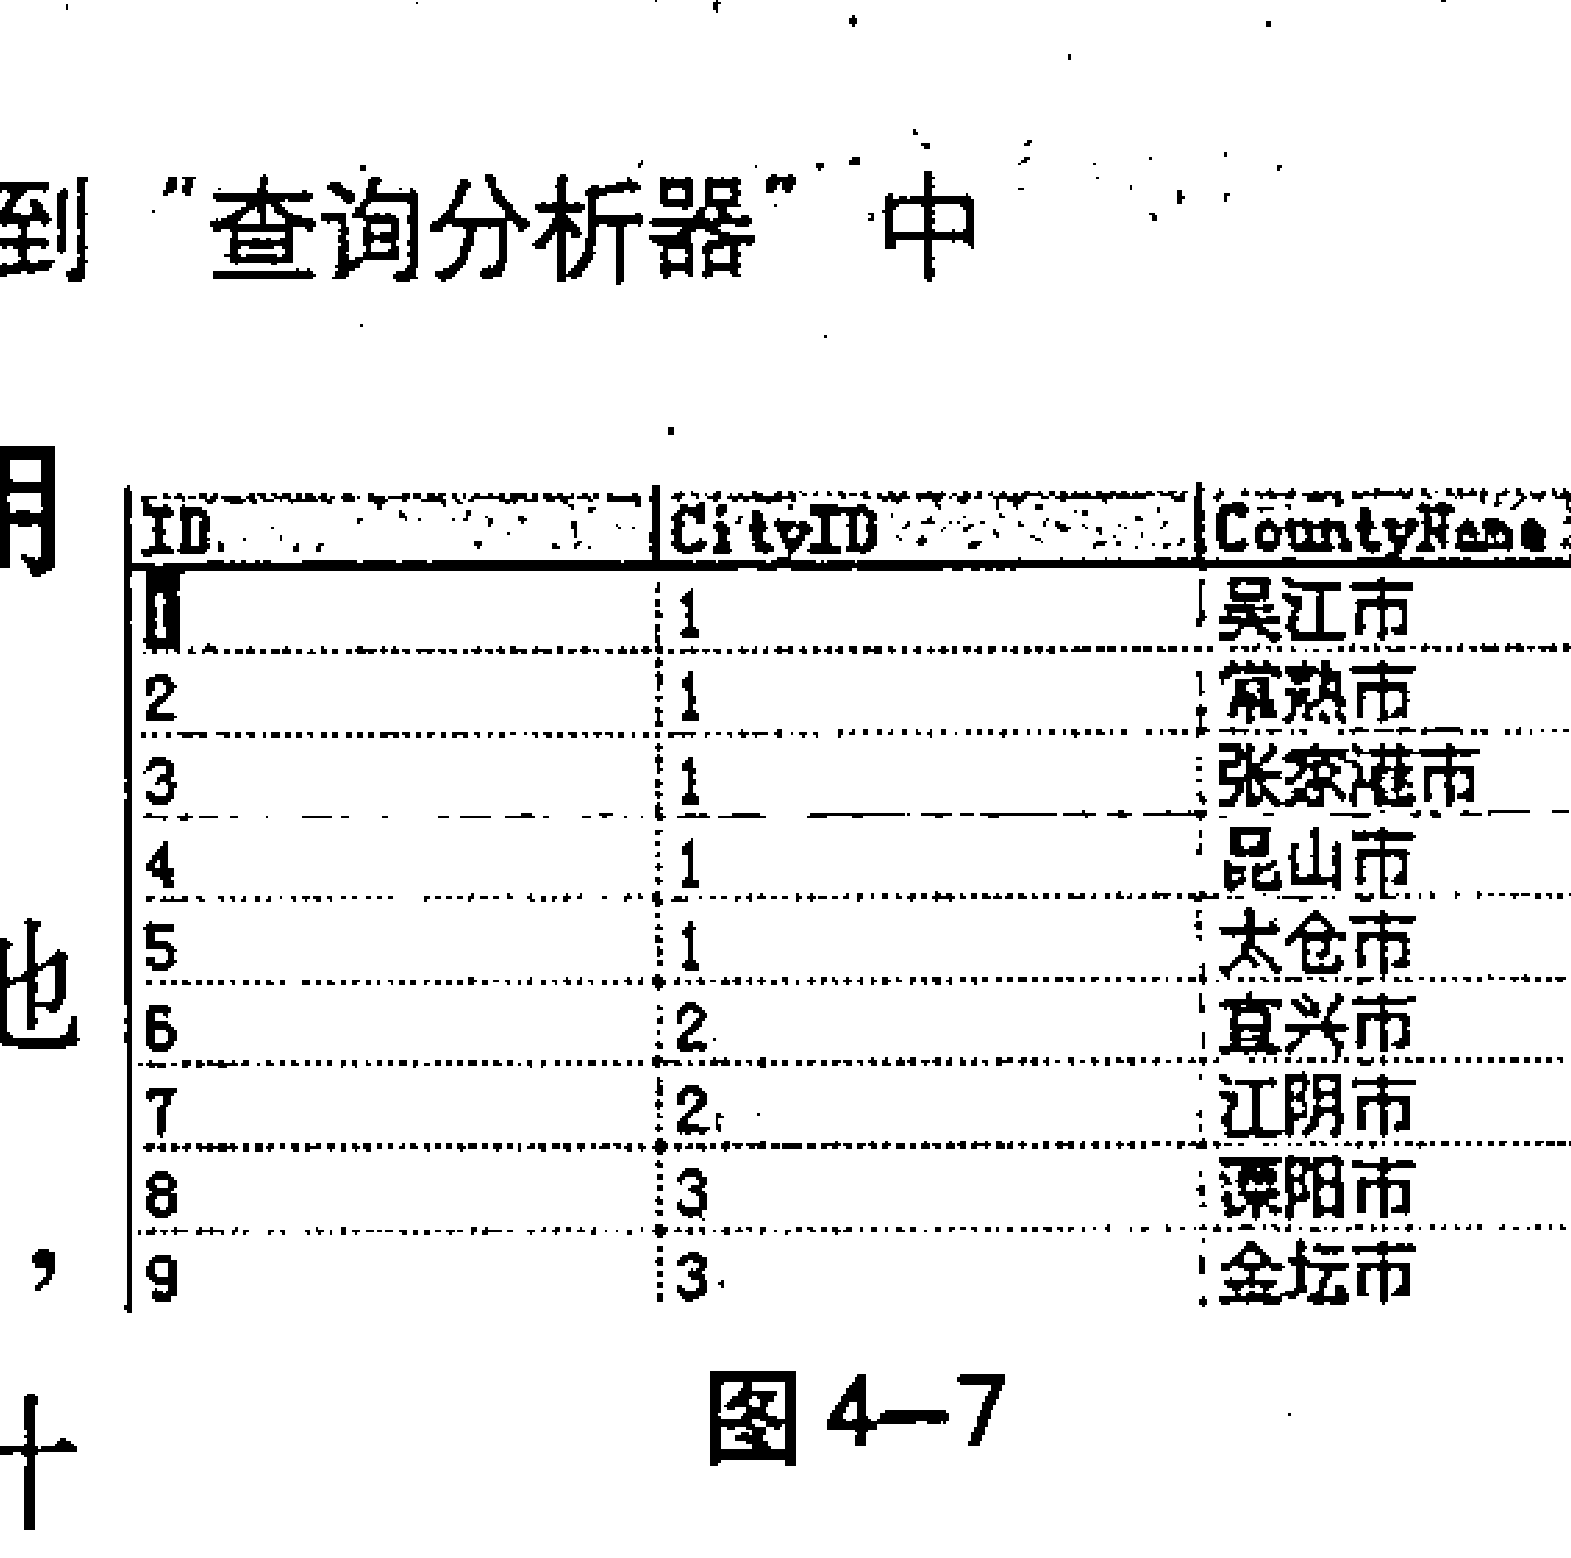 到 "查询分析器" 中
用
ID CityID CountyName
1 1 吴江市
2 1 常熟市
3 1 张家港市
4 1 昆山市
5 1 太仓市
也
6 2 宜兴市
7 2 江阴市
8 3 溧阳市
，
9 3 金坛市
图 4—7